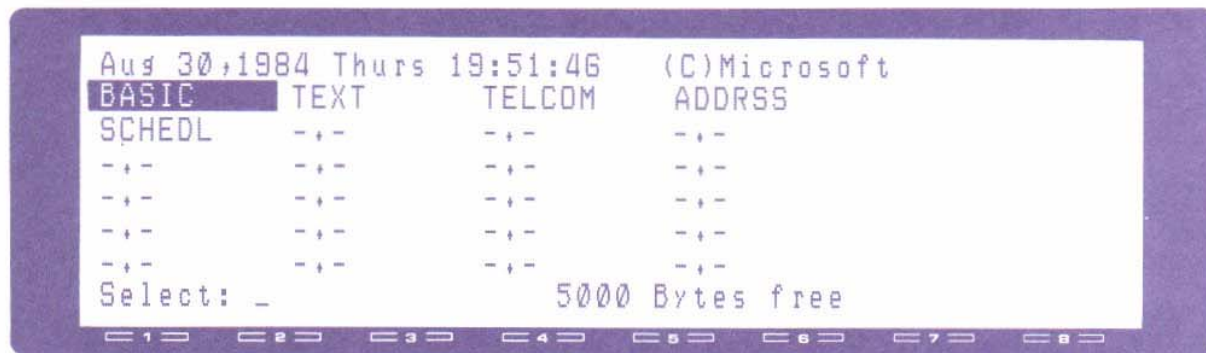 Aug 30,1984 Thurs 19:51:46 (C)Microsoft
BASIC TEXT TELCOM ADDRSS
SCHEDL -.- -.- -.-
-.- -.- -.- -.-
-.- -.- -.- -.-
-.- -.- -.- -.-
-.- -.- -.- -.-
Select: _ 5000 Bytes free
1 2 3 4 5 6 7 8